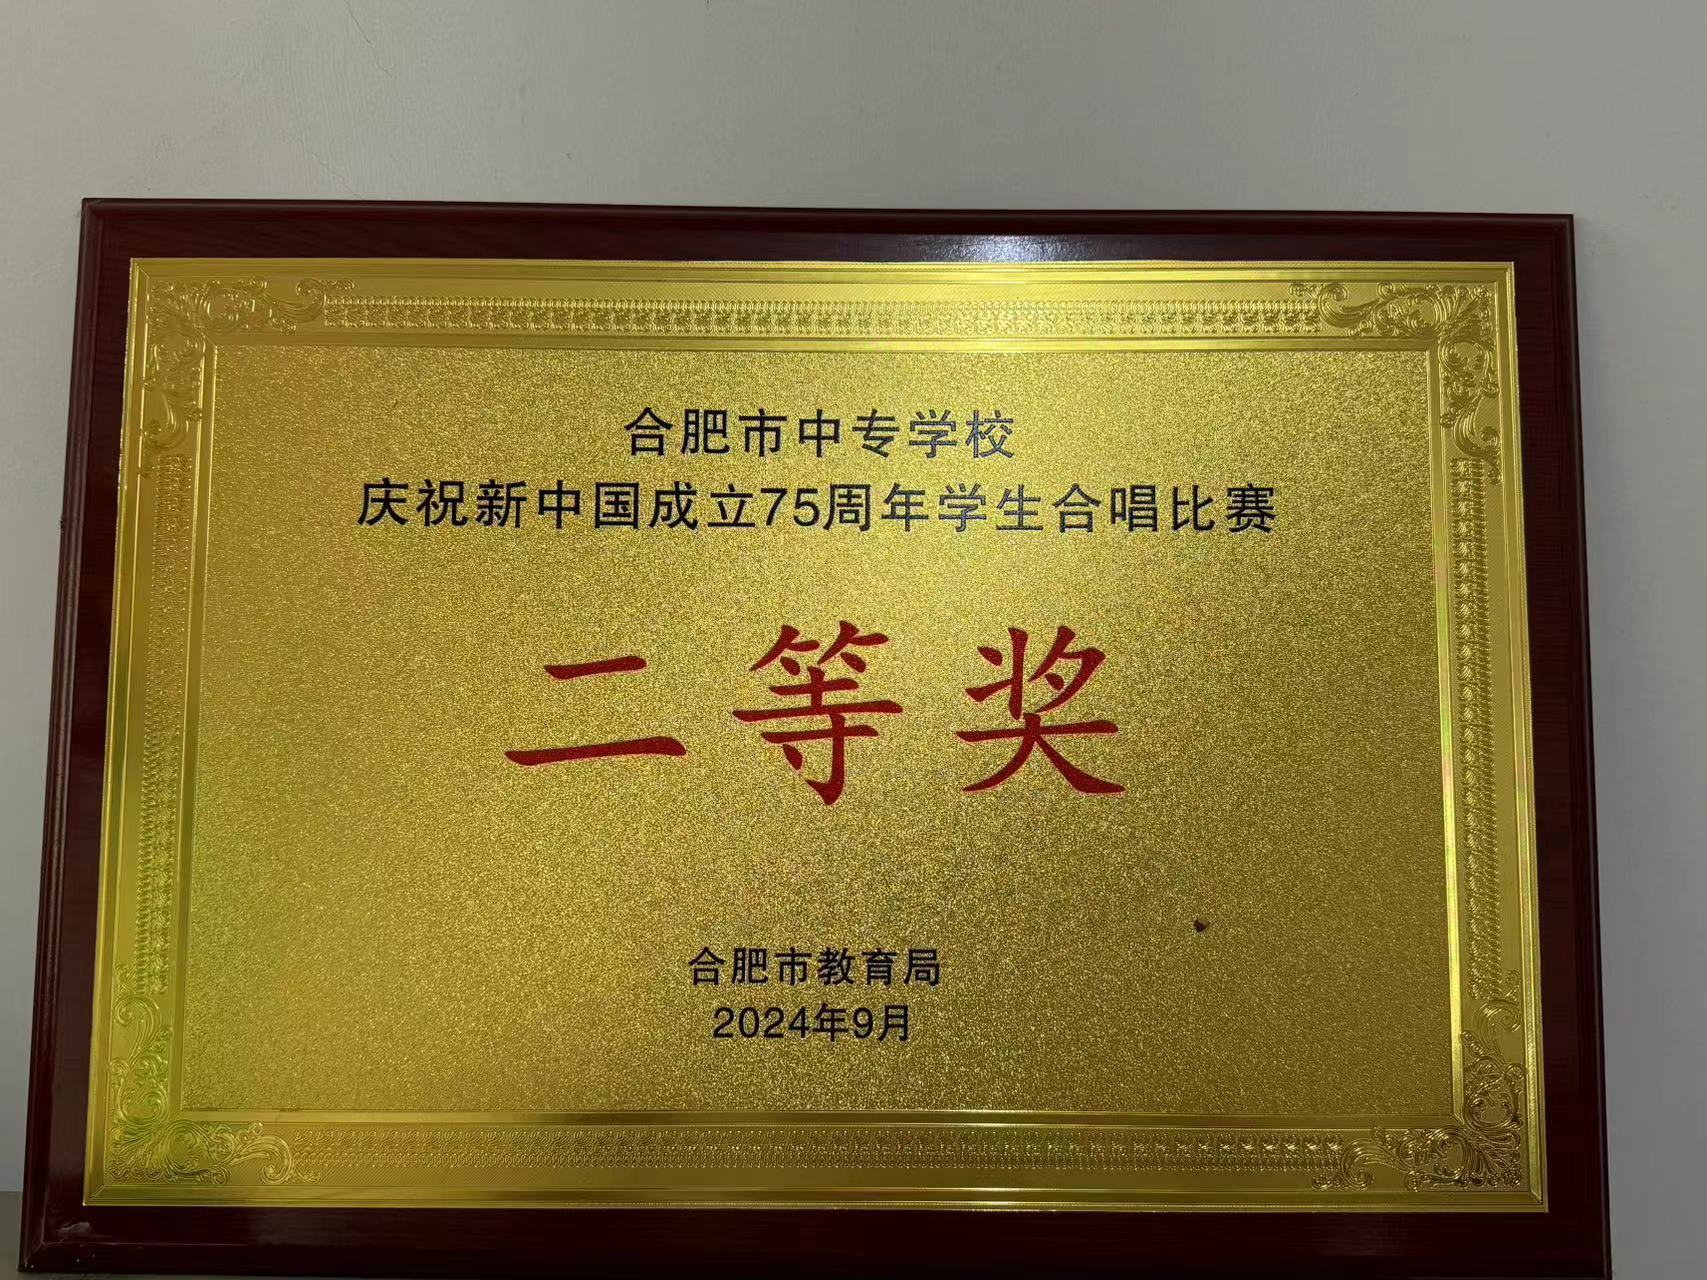 合肥市中专学校
庆祝新中国成立75周年学生合唱比赛
二等奖
合肥市教育局
2024年9月